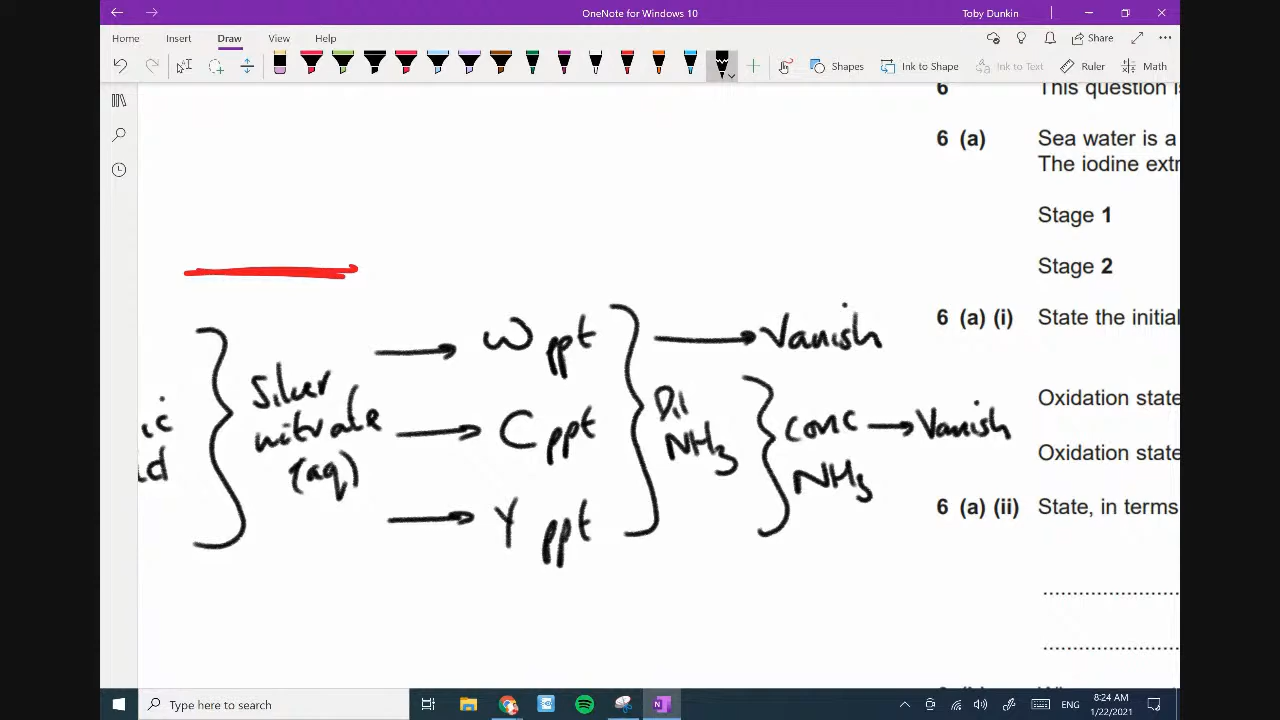 OneNote for Windows 10
Toby Dunkin
Home Insert Draw View Help
Share
Shapes
Ink to Shape
Ink to Text
Ruler
Math
6 This question i
6 (a) Sea water is a
The iodine extr
Stage 1
Stage 2
6 (a) (i) State the initial
Oxidation state
Oxidation state
6 (a) (ii) State, in terms
ic
id
Silver
nitrate
(aq)
W ppt
C ppt
Y ppt
Dil
NH3
Vanish
conc
NH3
Vanish
Type here to search
8:24 AM
1/22/2021